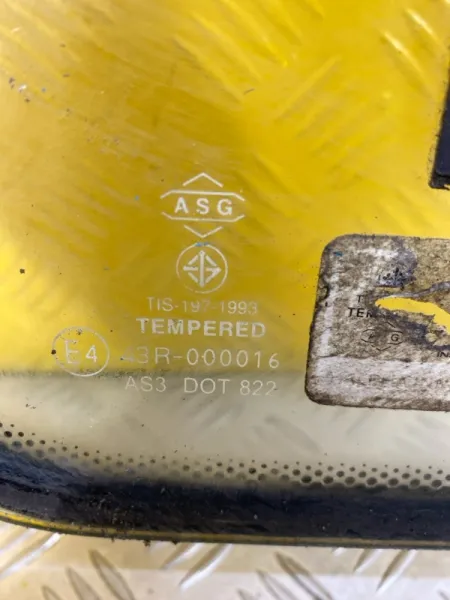 ASG
TIS-197-1993
TEMPERED
E4 43R-000016
AS3 DOT 822